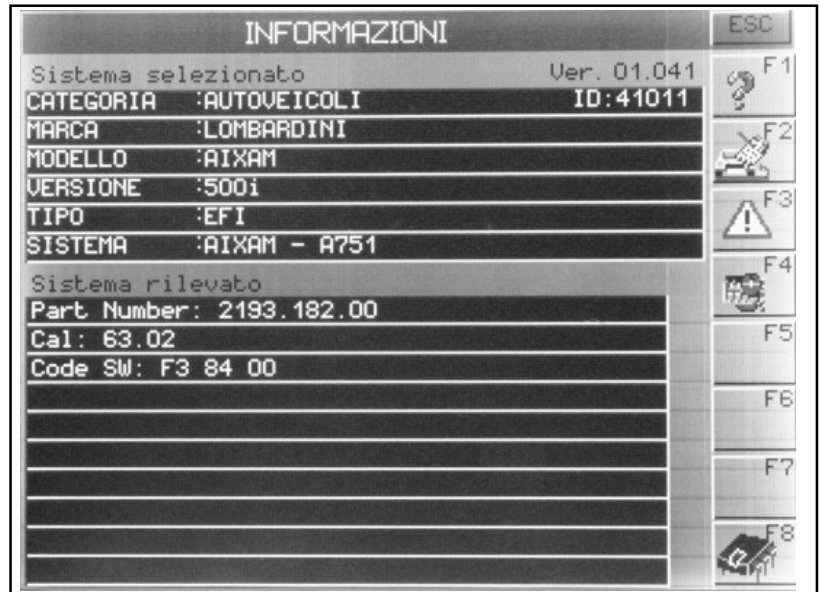 INFORMAZIONI
ESC
Sistema selezionato Ver. 01.041
CATEGORIA :AUTOVEICOLI ID:41011
MARCA :LOMBARDINI
MODELLO :AIXAM
VERSIONE :500i
TIPO :EFI
SISTEMA :AIXAM - A751
Sistema rilevato
Part Number: 2193.182.00
Cal: 63.02
Code SW: F3 84 00
F1
F2
F3
F4
F5
F6
F7
F8